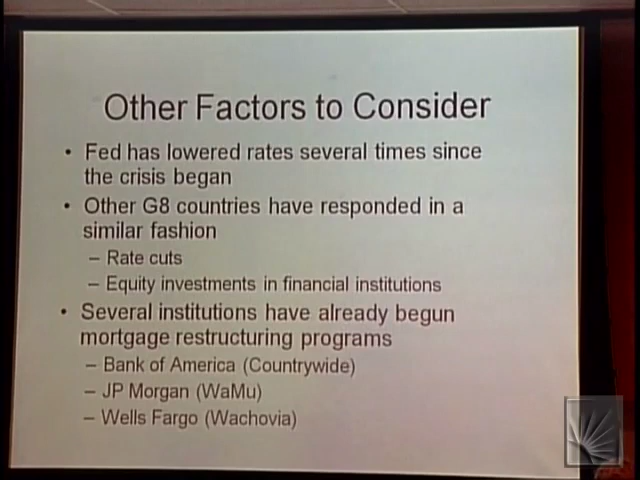 Other Factors to Consider
• Fed has lowered rates several times since
the crisis began
• Other G8 countries have responded in a
similar fashion
– Rate cuts
– Equity investments in financial institutions
• Several institutions have already begun
mortgage restructuring programs
– Bank of America (Countrywide)
– JP Morgan (WaMu)
– Wells Fargo (Wachovia)